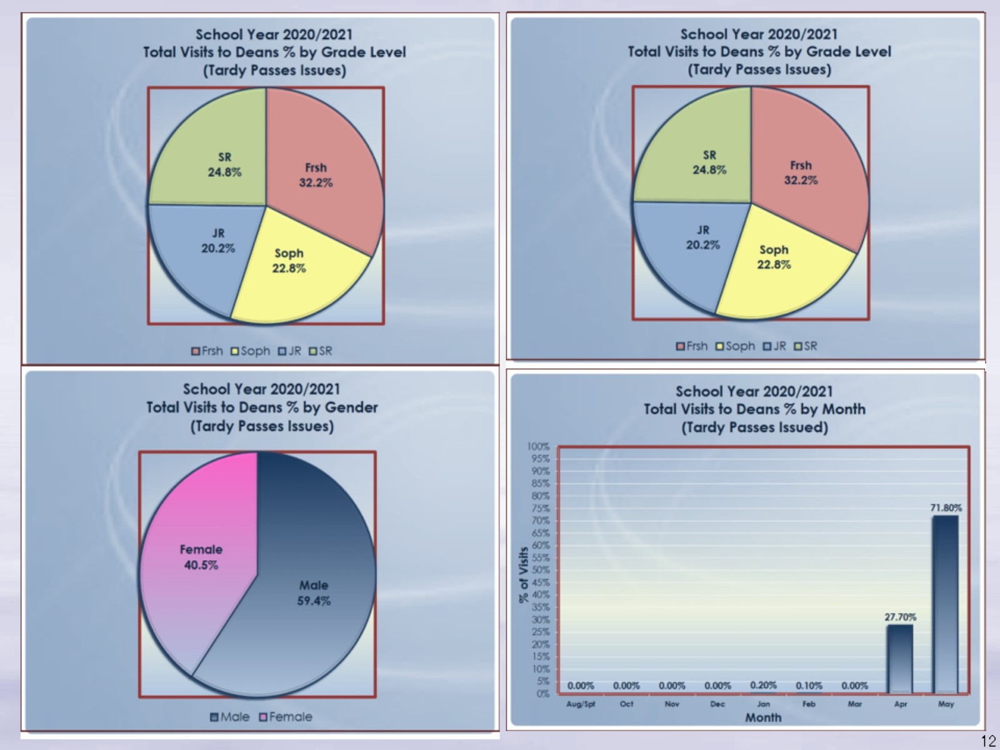 School Year 2020/2021
Total Visits to Deans % by Grade Level
(Tardy Passes Issues)
SR
24.8%
Frsh
32.2%
JR
20.2%
Soph
22.8%
Frsh Soph JR SR
School Year 2020/2021
Total Visits to Deans % by Grade Level
(Tardy Passes Issues)
SR
24.8%
Frsh
32.2%
JR
20.2%
Soph
22.8%
Frsh Soph JR SR
School Year 2020/2021
Total Visits to Deans % by Gender
(Tardy Passes Issues)
Female
40.5%
Male
59.4%
Male Female
School Year 2020/2021
Total Visits to Deans % by Month
(Tardy Passes Issued)
% of Visits
100%
95%
90%
85%
80%
75%
70%
65%
60%
55%
50%
45%
40%
35%
30%
25%
20%
15%
10%
5%
0%
0.00% 0.00% 0.00% 0.00% 0.20% 0.10% 0.00% 27.70% 71.80%
Aug/Spt Oct Nov Dec Jan Feb Mar Apr May
Month
12